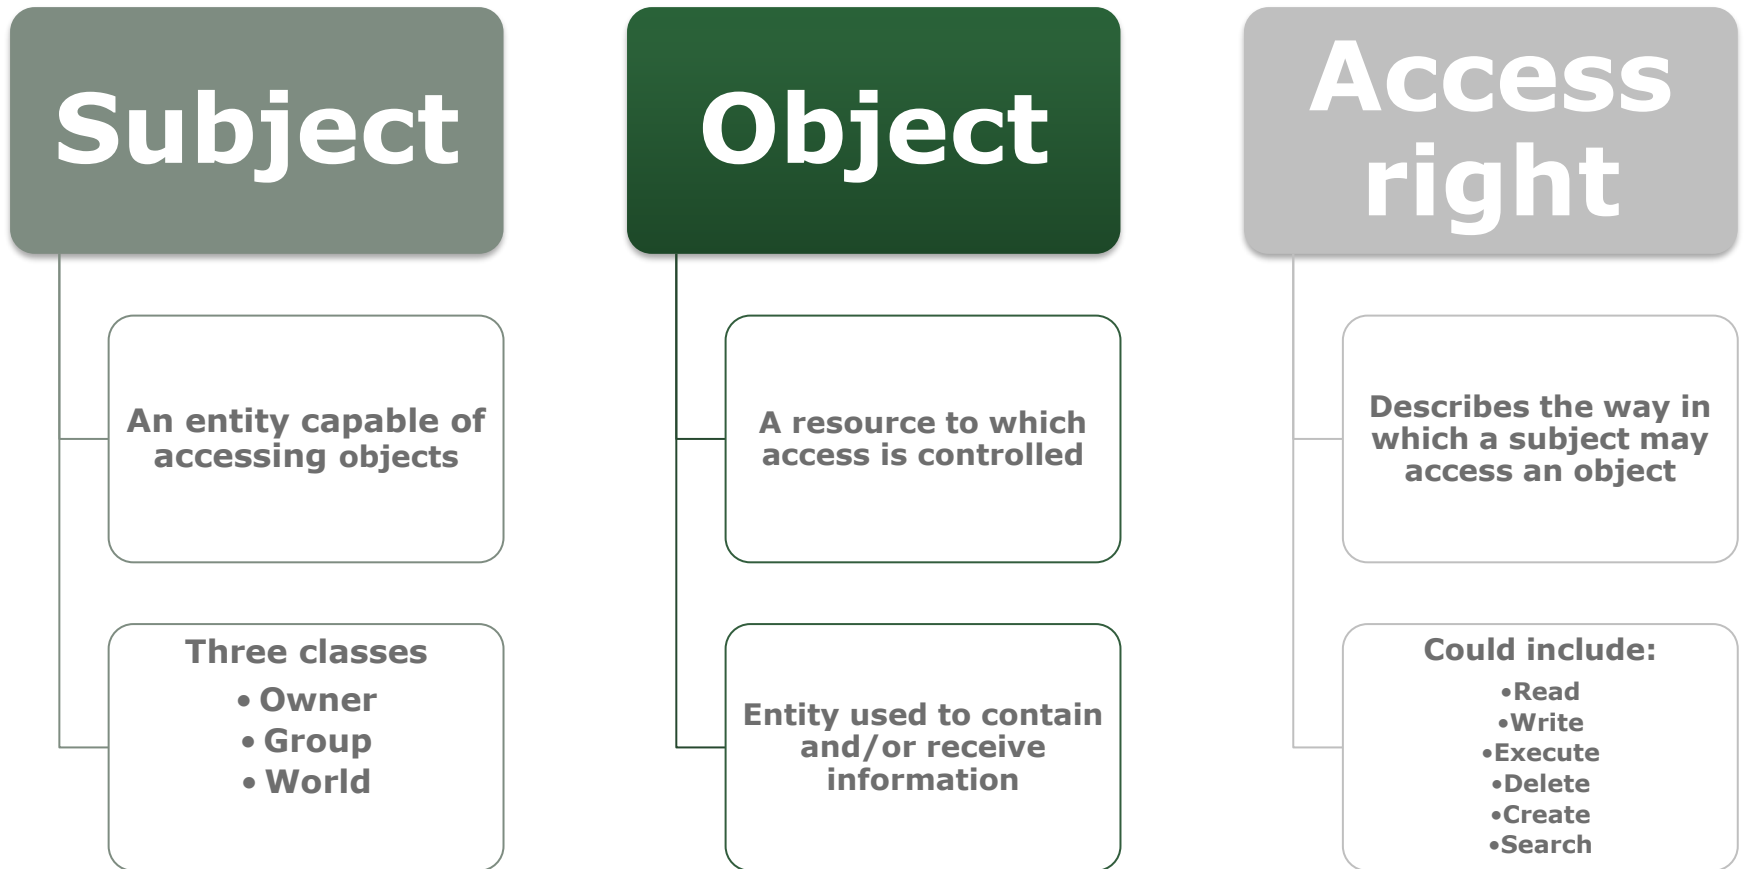 Subject
An entity capable of
accessing objects
Three classes
• Owner
• Group
• World
Object
A resource to which
access is controlled
Entity used to contain
and/or receive
information
Access
right
Describes the way in
which a subject may
access an object
Could include:
•Read
•Write
•Execute
•Delete
•Create
•Search